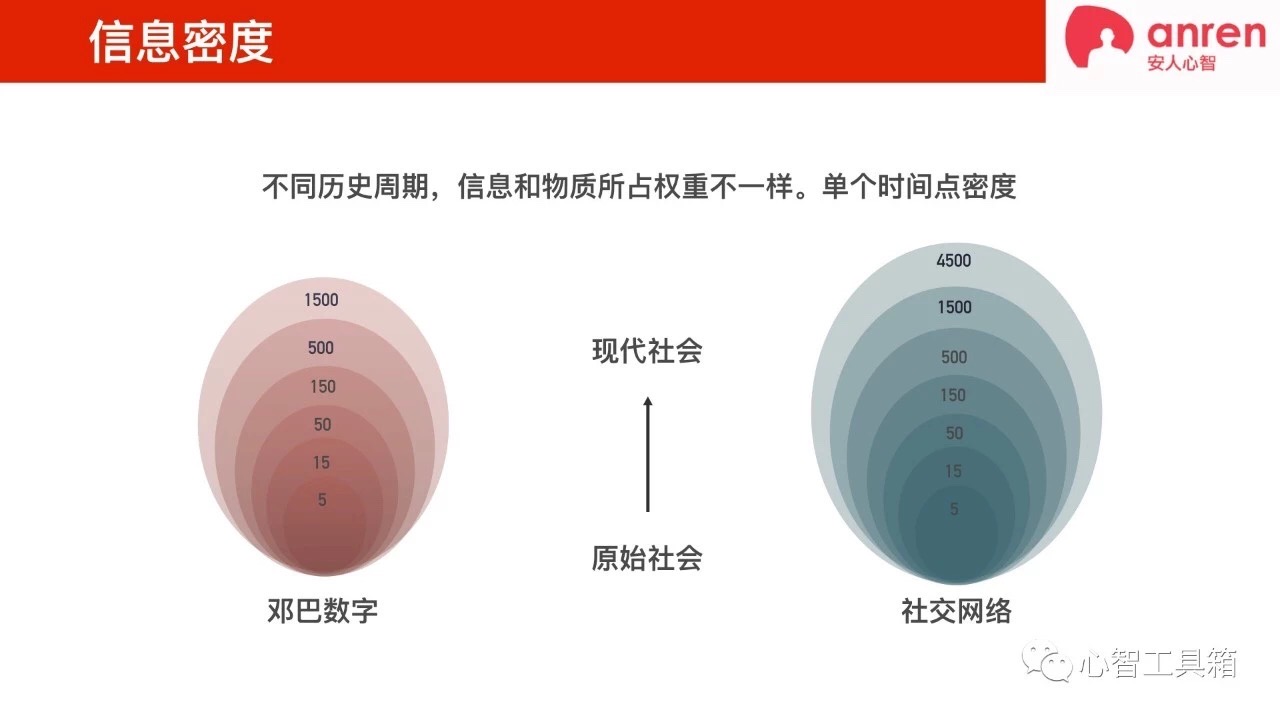 信息密度
anren
安人心智
不同历史周期，信息和物质所占权重不一样。单个时间点密度
1500
500
150
50
15
5
邓巴数字
现代社会
原始社会
4500
1500
500
150
50
15
5
社交网络
心智工具箱